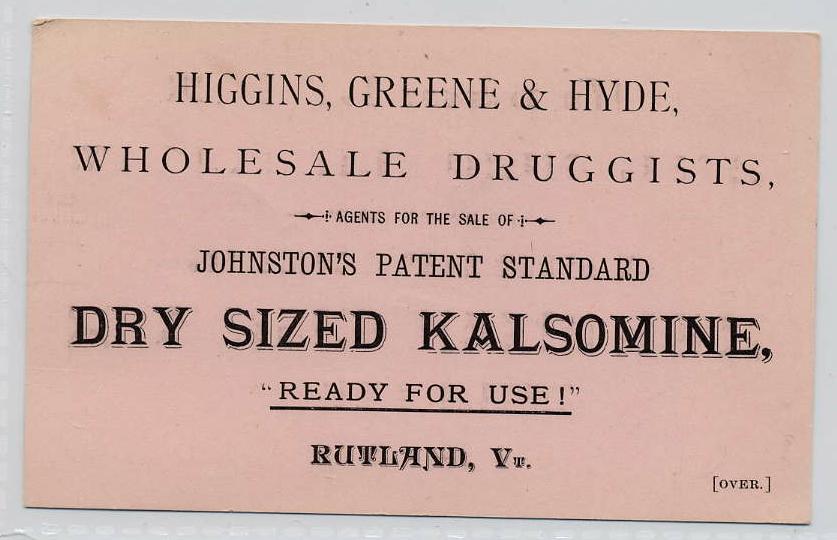 HIGGINS, GREENE & HYDE,
WHOLESALE DRUGGISTS,
AGENTS FOR THE SALE OF
JOHNSTON'S PATENT STANDARD
DRY SIZED KALSOMINE,
"READY FOR USE!"
RUTLAND, VT.
[OVER.]